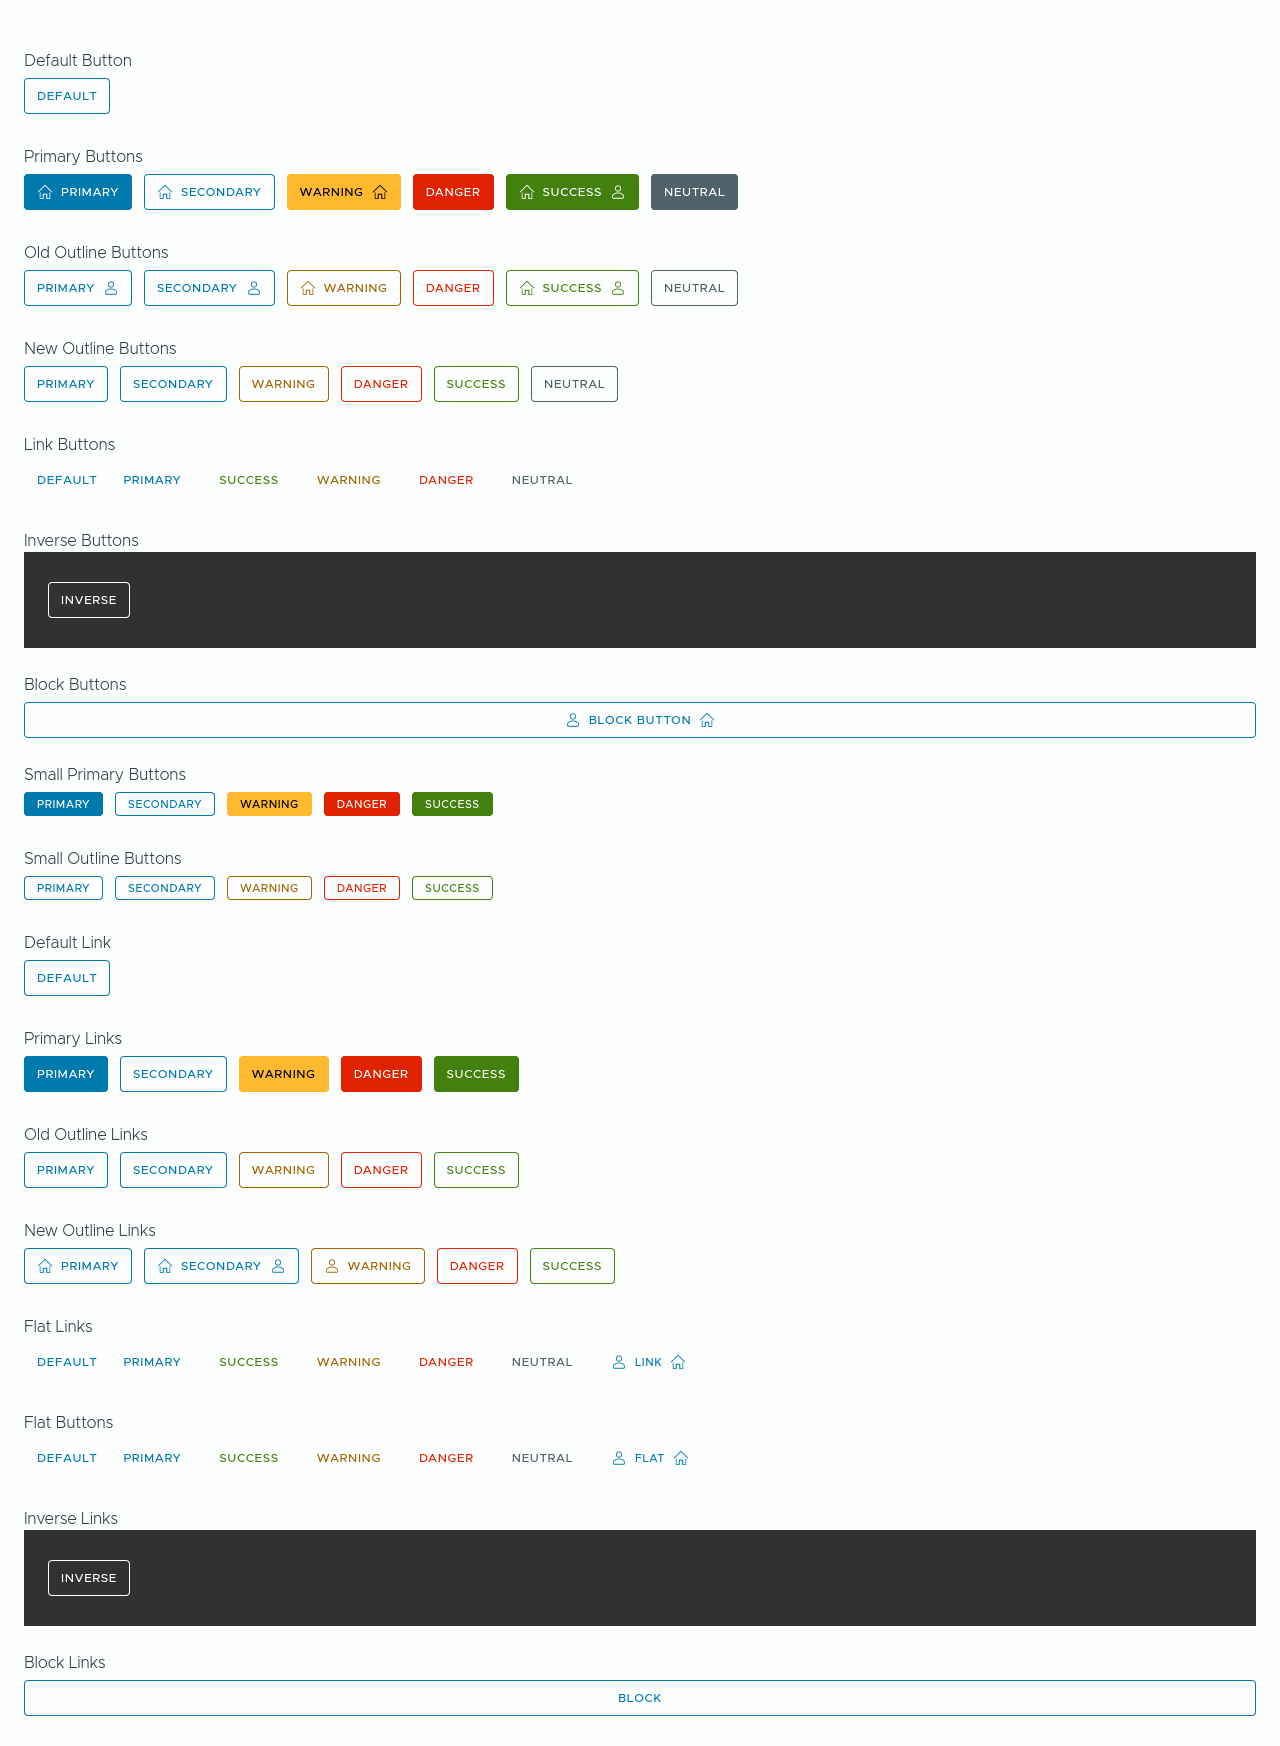 Default Button
DEFAULT
Primary Buttons
PRIMARY SECONDARY WARNING DANGER SUCCESS NEUTRAL
Old Outline Buttons
PRIMARY SECONDARY WARNING DANGER SUCCESS NEUTRAL
New Outline Buttons
PRIMARY SECONDARY WARNING DANGER SUCCESS NEUTRAL
Link Buttons
DEFAULT PRIMARY SUCCESS WARNING DANGER NEUTRAL
Inverse Buttons
INVERSE
Block Buttons
BLOCK BUTTON
Small Primary Buttons
PRIMARY SECONDARY WARNING DANGER SUCCESS
Small Outline Buttons
PRIMARY SECONDARY WARNING DANGER SUCCESS
Default Link
DEFAULT
Primary Links
PRIMARY SECONDARY WARNING DANGER SUCCESS
Old Outline Links
PRIMARY SECONDARY WARNING DANGER SUCCESS
New Outline Links
PRIMARY SECONDARY WARNING DANGER SUCCESS
Flat Links
DEFAULT PRIMARY SUCCESS WARNING DANGER NEUTRAL LINK
Flat Buttons
DEFAULT PRIMARY SUCCESS WARNING DANGER NEUTRAL FLAT
Inverse Links
INVERSE
Block Links
BLOCK